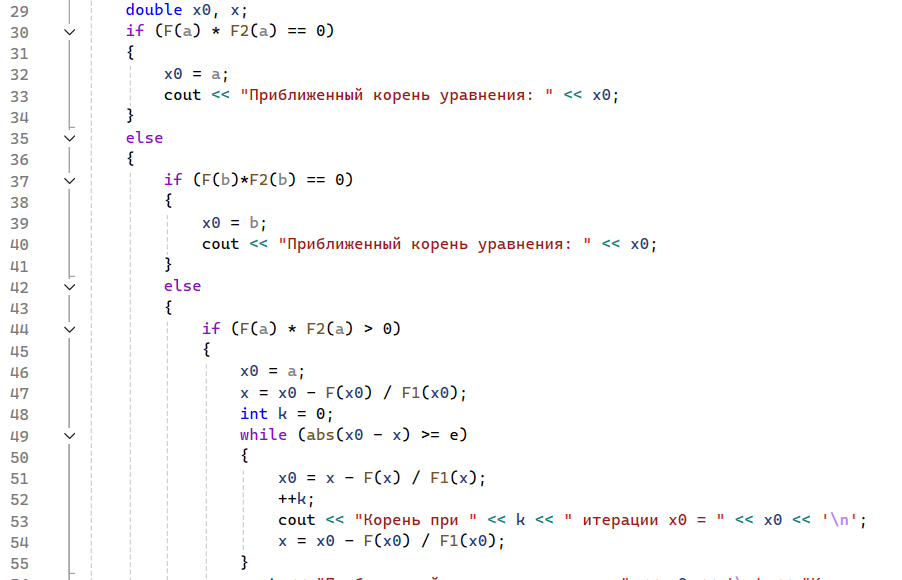 29 double x0, x;
30 if (F(a) * F2(a) == 0)
31 {
32 x0 = a;
33 cout << "Приближенный корень уравнения: " << x0;
34 }
35 else
36 {
37 if (F(b)*F2(b) == 0)
38 {
39 x0 = b;
40 cout << "Приближенный корень уравнения: " << x0;
41 }
42 else
43 {
44 if (F(a) * F2(a) > 0)
45 {
46 x0 = a;
47 x = x0 - F(x0) / F1(x0);
48 int k = 0;
49 while (abs(x0 - x) >= e)
50 {
51 x0 = x - F(x) / F1(x);
52 ++k;
53 cout << "Корень при " << k << " итерации x0 = " << x0 << '\n';
54 x = x0 - F(x0) / F1(x0);
55 }